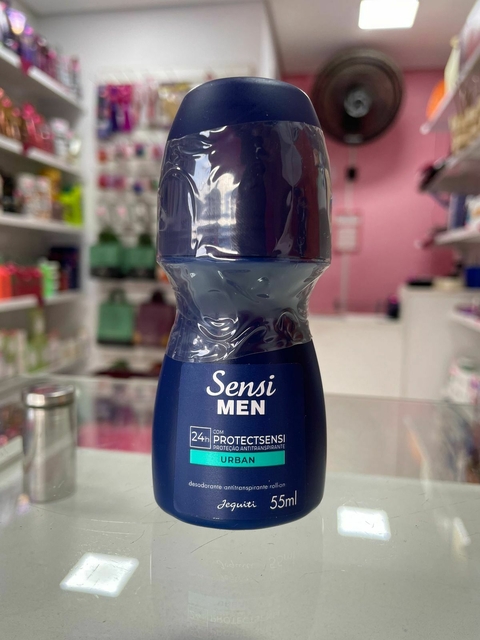 Sensi
MEN
24h COM
PROTECTSENSI
PROTEÇÃO ANTITRANSPIRANTE
URBAN
desodorante antitranspirante roll-on
Jequiti 55ml